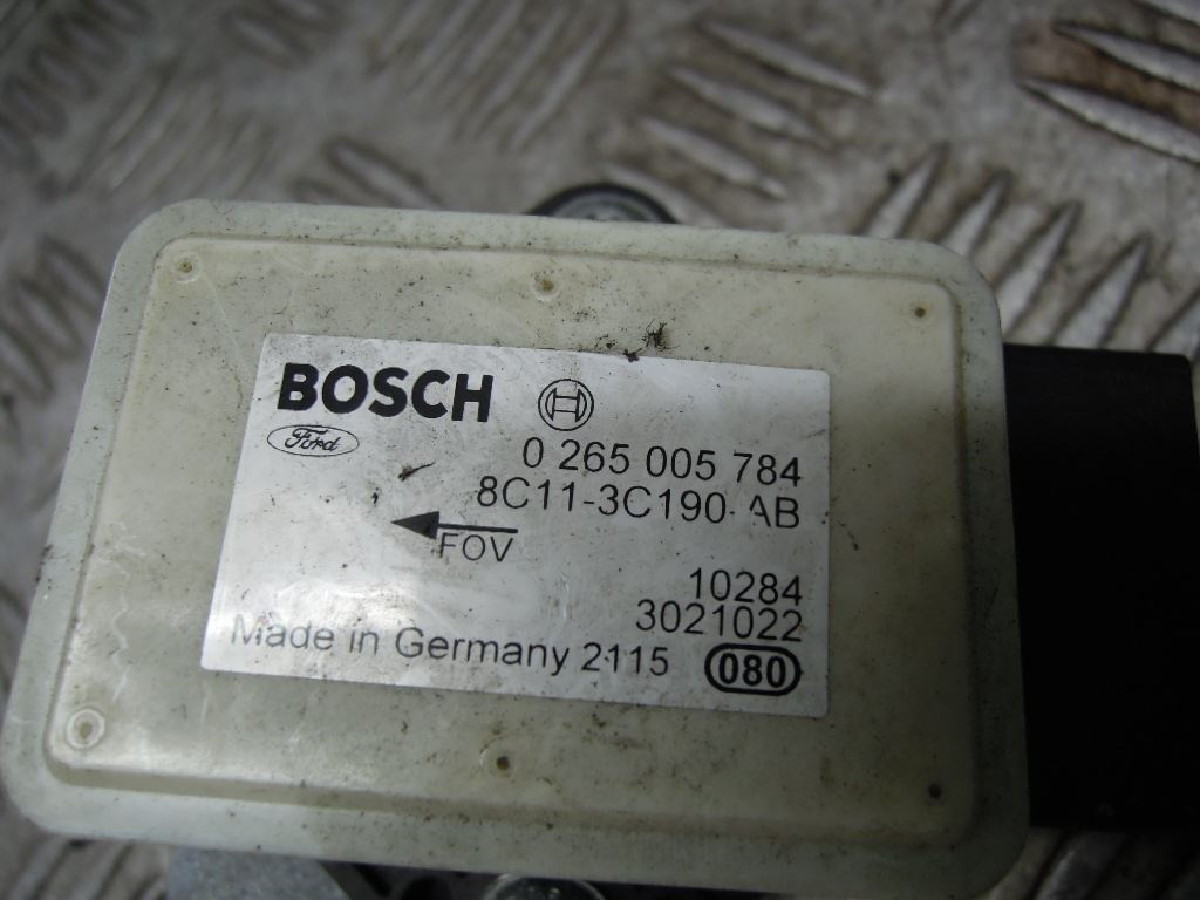 BOSCH
Ford
0 265 005 784
8C11-3C190-AB
FOV
10284
3021022
Made in Germany 2115
080